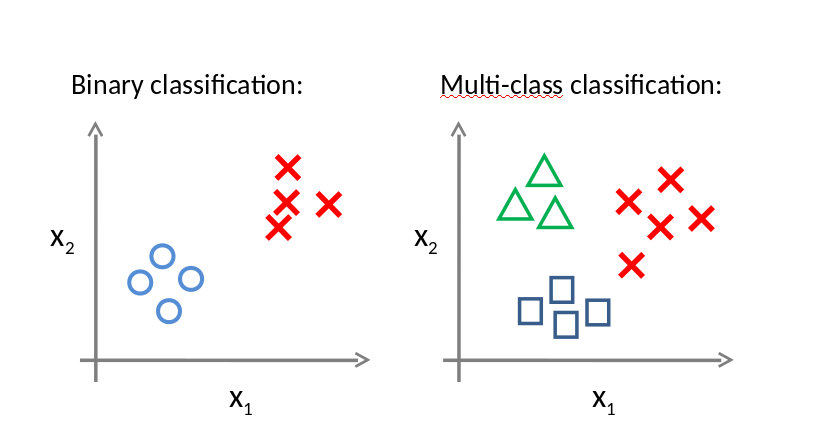 Binary classification:
Multi-class classification:
x2
x2
x1
x1